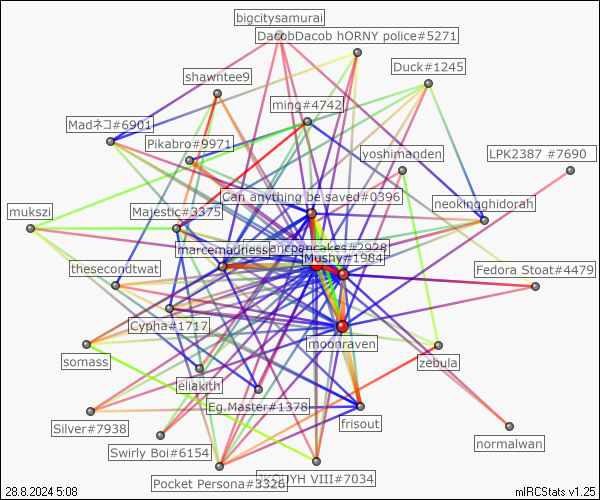 bigcitysamurai
DacobDacob hORNY police#5271
Duck#1245
shawntee9
ming#4742
Madネコ#6901
Pikabro#9971
yoshimanden
LPK2387 #7690
Can anything be saved#0396
neokingghidorah
mukszi
Majestic#3375
marcemadness
ancpencakes#2928
Mushy#1984
thesecondtwat
Fedora Stoat#4479
Cypha#1717
moonraven
somass
zebula
eliakith
Eg.Master#1378
frisout
Silver#7938
normalwan
Swirly Boi#6154
VIII#7034
Pocket Persona#3326
28.8.2024 5:08
mIRCStats v1.25